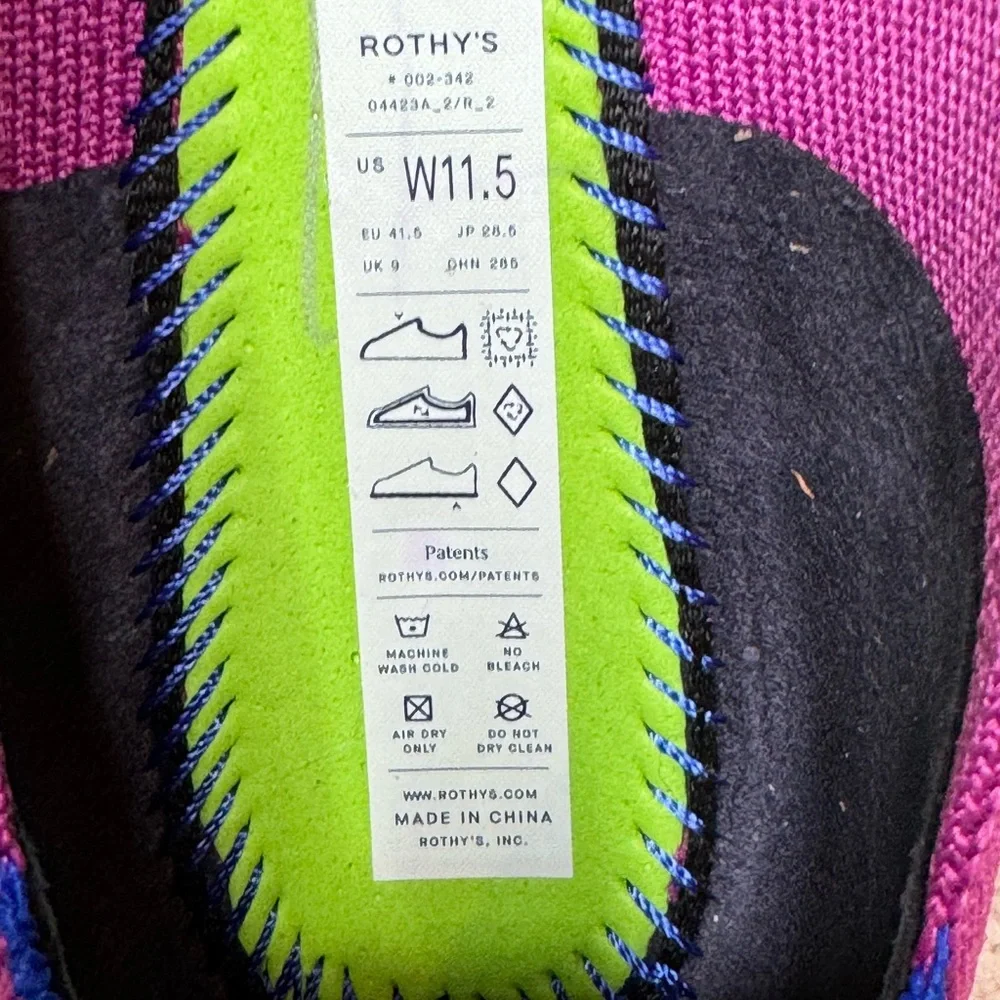 ROTHY'S
# 002-342
04423A_2/R_2
US W11.5
EU 41.5 JP 28.5
UK 9 CHN 285
Patents
ROTHYS.COM/PATENTS
MACHINE WASH COLD
NO BLEACH
AIR DRY ONLY
DO NOT DRY CLEAN
WWW.ROTHYS.COM
MADE IN CHINA
ROTHY'S, INC.